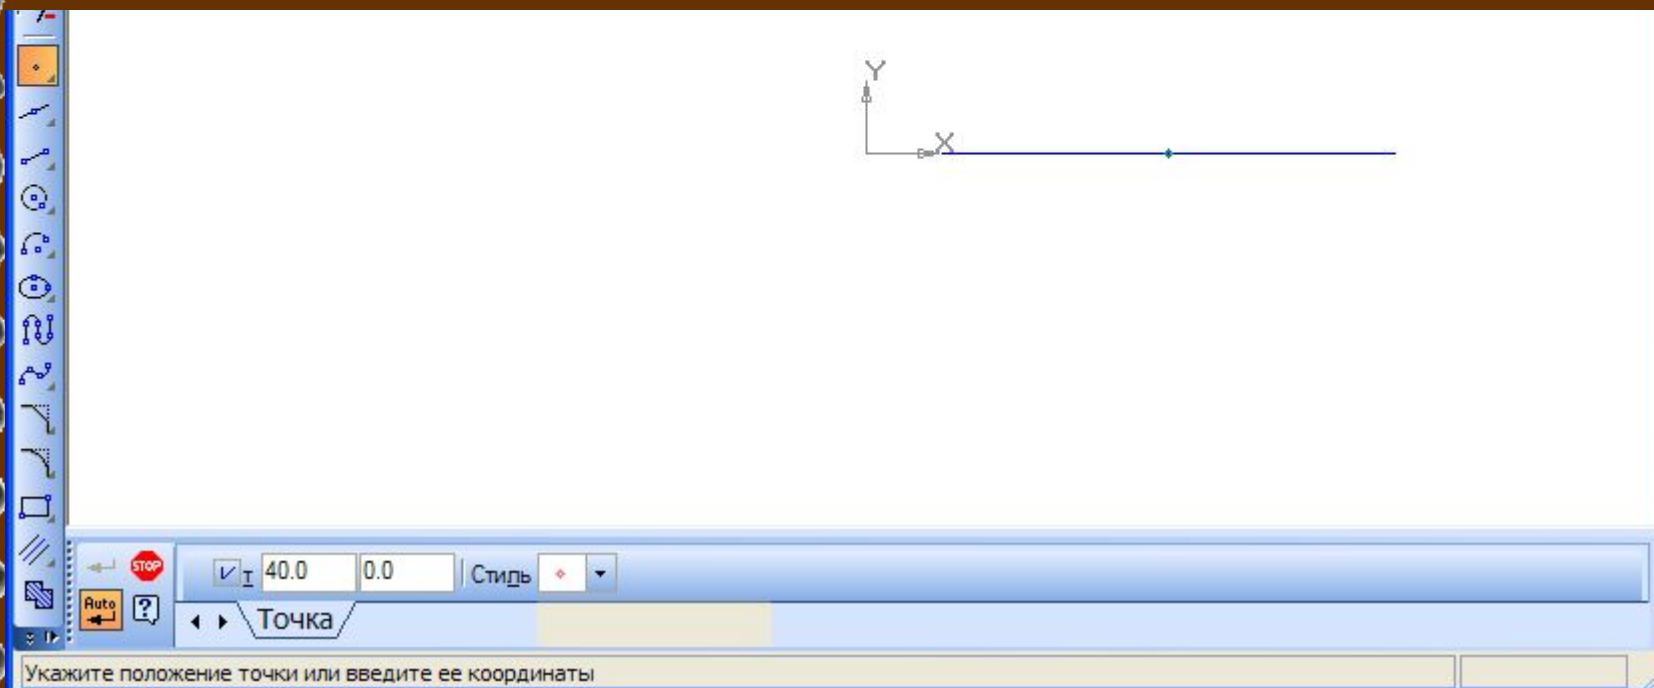 Y
X
STOP
т 40.0 0.0 Стиль
Auto ?
Точка
Укажите положение точки или введите ее координаты